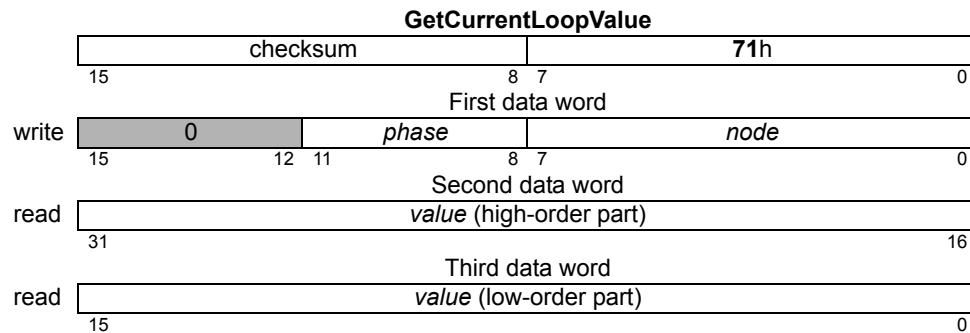 GetCurrentLoopValue
checksum 71h
15 8 7 0
First data word
write 0 phase node
15 12 11 8 7 0
Second data word
read value (high-order part)
31 16
Third data word
read value (low-order part)
15 0